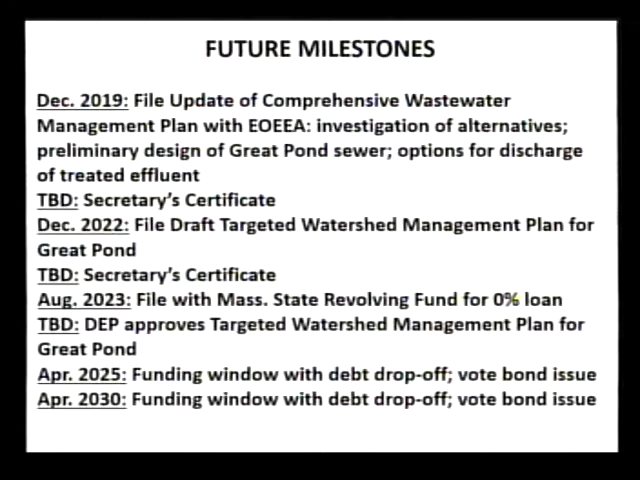 FUTURE MILESTONES
Dec. 2019: File Update of Comprehensive Wastewater
Management Plan with EOEEA: investigation of alternatives;
preliminary design of Great Pond sewer; options for discharge
of treated effluent
TBD: Secretary's Certificate
Dec. 2022: File Draft Targeted Watershed Management Plan for
Great Pond
TBD: Secretary's Certificate
Aug. 2023: File with Mass. State Revolving Fund for 0% loan
TBD: DEP approves Targeted Watershed Management Plan for
Great Pond
Apr. 2025: Funding window with debt drop-off; vote bond issue
Apr. 2030: Funding window with debt drop-off; vote bond issue